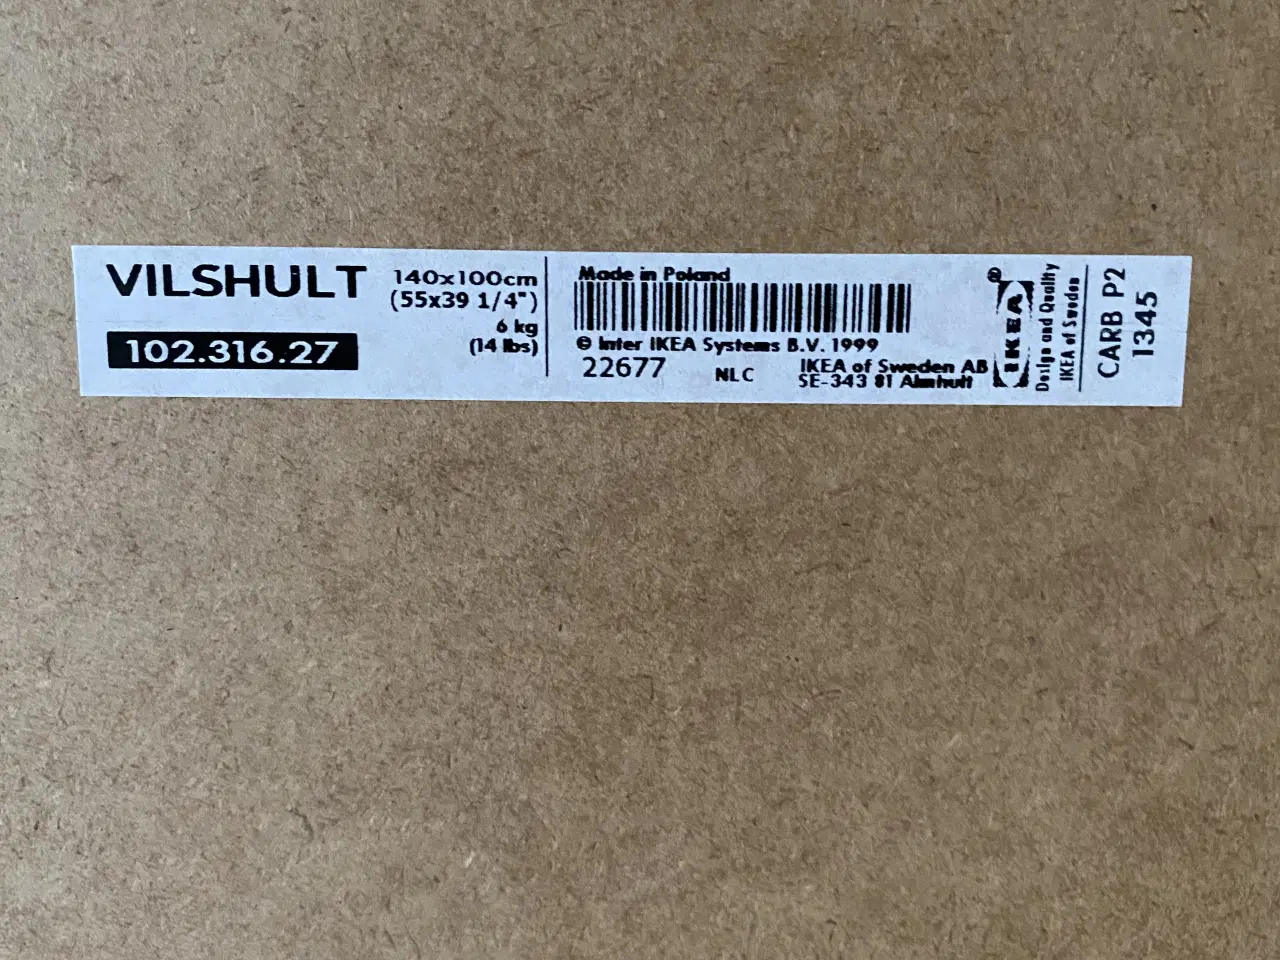 VILSHULT
102.316.27
140x100cm
(55x39 1/4")
6 kg
(14 lbs)
Made in Poland
© Inter IKEA Systems B.V. 1999
22677
NLC
IKEA of Sweden AB
SE-343 81 Älmhult
IKEA®
Design and Quality
IKEA of Sweden
CARB P2
1345